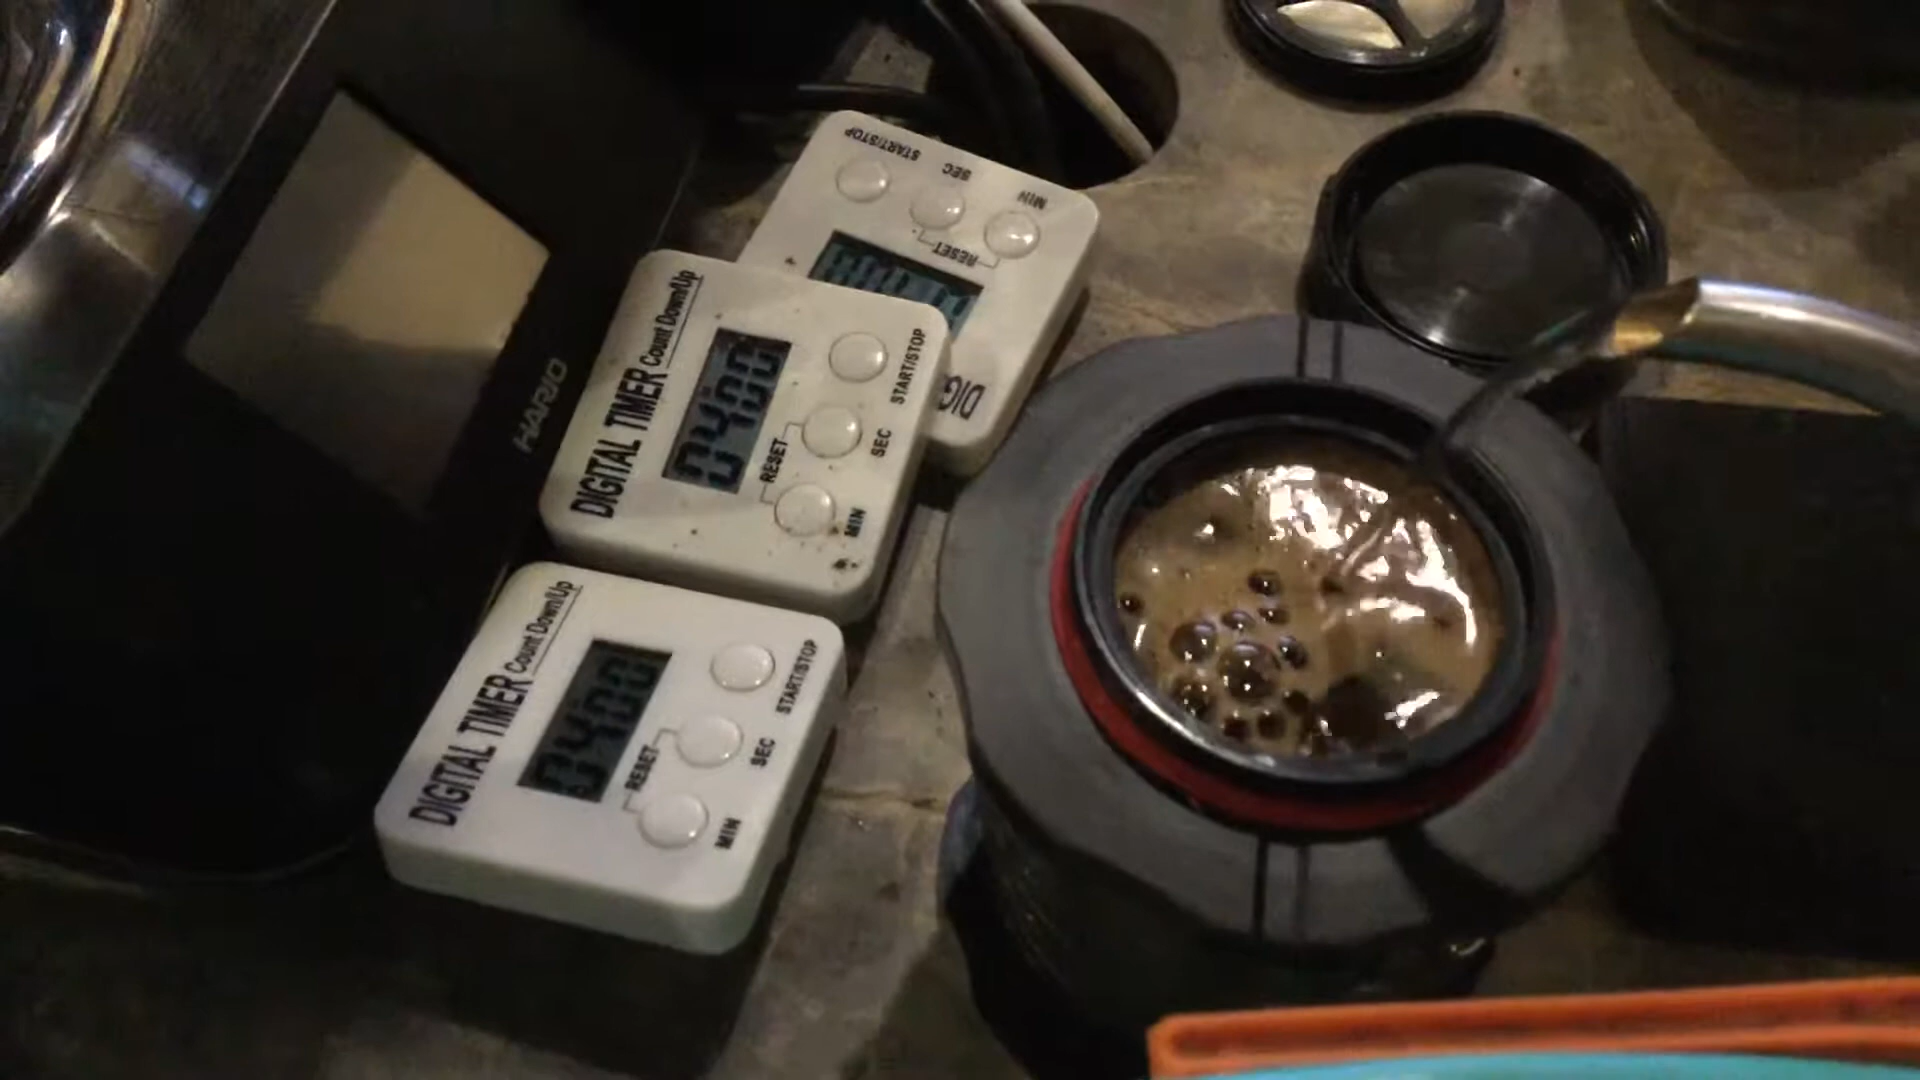 START/STOP
SEC
MIN
RESET
DIG
HARIO
DIGITAL TIMER Count Down/Up
04:00
START/STOP
RESET
SEC
MIN
DIGITAL TIMER Count Down/Up
04:00
START/STOP
RESET
SEC
MIN